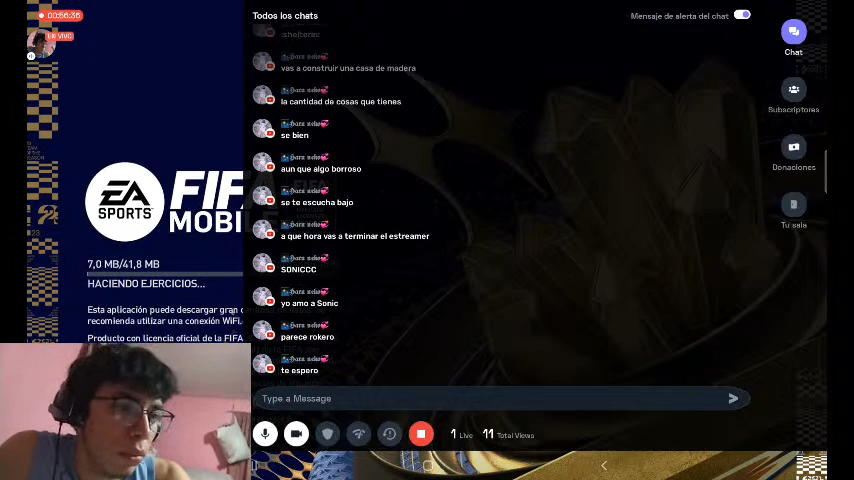 00:56:36
Todos los chats
Mensaje de alerta del chat
EN VIVO
Chat
:shelterin:
vas a construir una casa de madera
la cantidad de cosas que tienes
se bien
Subscriptores
aun que algo borroso
Donaciones
EA
SPORTS
FIFA
MOBILE
se te escucha bajo
Tu sala
23
a que hora vas a terminar el estreamer
7,0 MB/41,8 MB
SONICCC
HACIENDO EJERCICIOS...
yo amo a Sonic
Esta aplicación puede descargar gran
recomienda utilizar una conexión WiFi.
parece rokero
Producto con licencia oficial de la FIFA
te espero
Type a Message
1 Live 11 Total Views